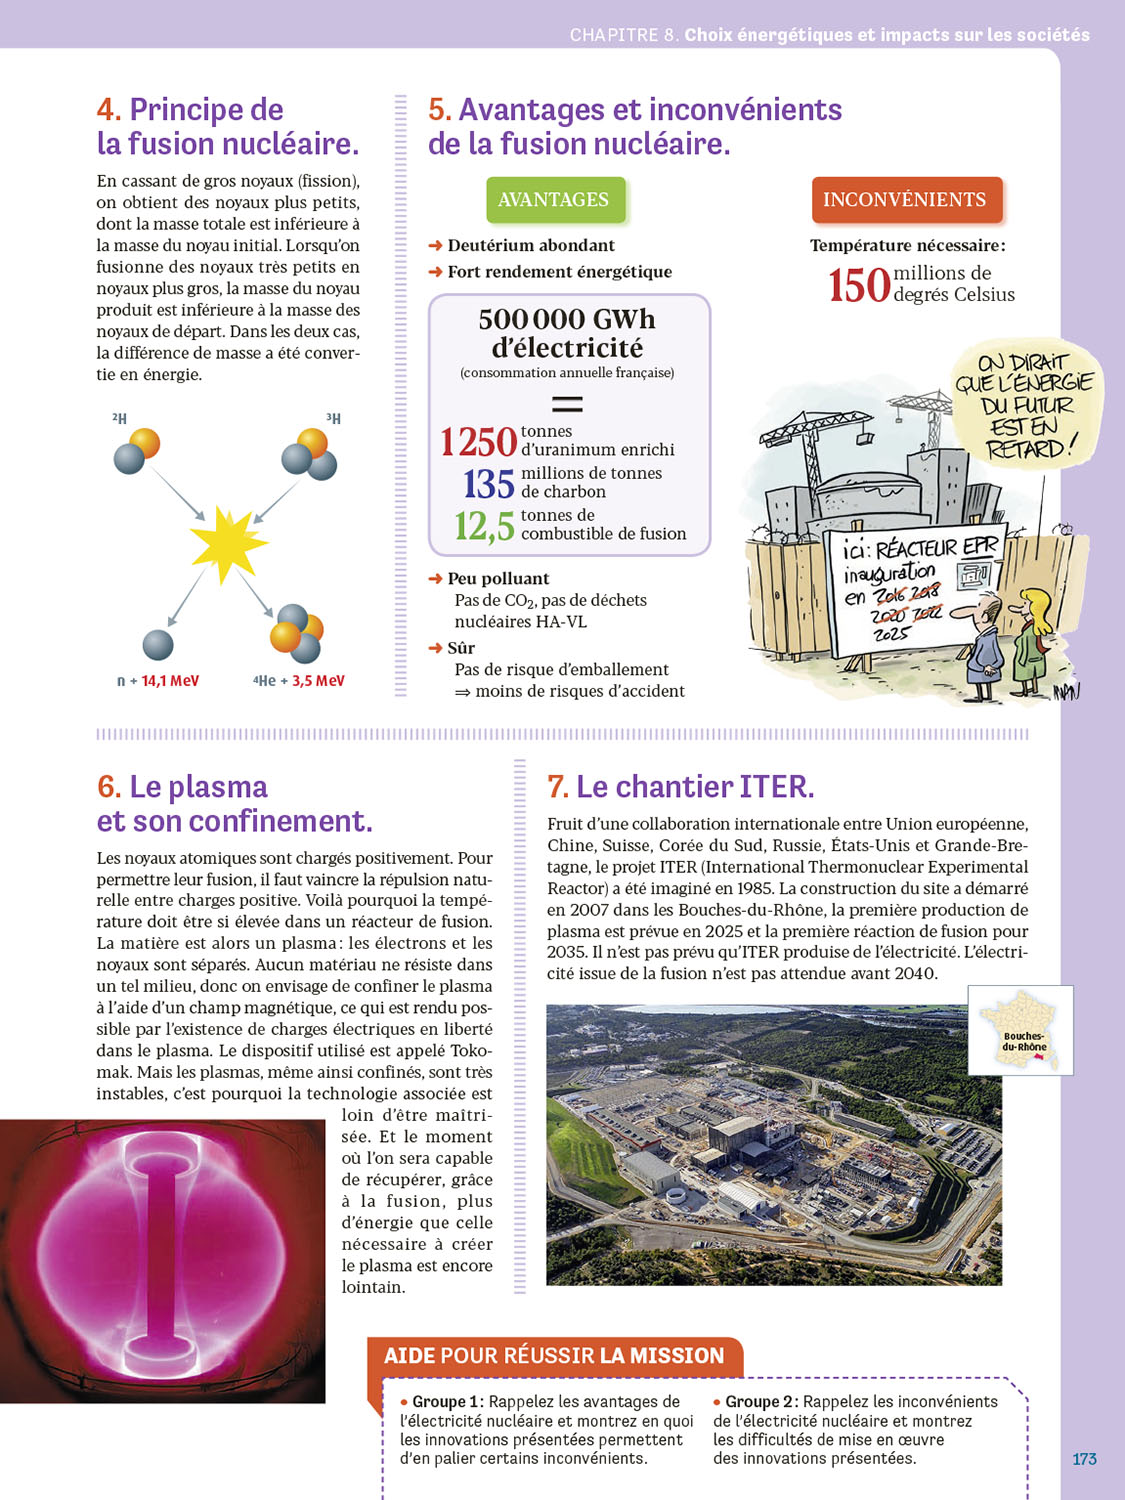 CHAPITRE 8. Choix énergétiques et impacts sur les sociétés
4. Principe de
la fusion nucléaire.
En cassant de gros noyaux (fission),
on obtient des noyaux plus petits,
dont la masse totale est inférieure à
la masse du noyau initial. Lorsqu'on
fusionne des noyaux très petits en
noyaux plus gros, la masse du noyau
produit est inférieure à la masse des
noyaux de départ. Dans les deux cas,
la différence de masse a été conver-
tie en énergie.
²H
³H
n + 14,1 MeV
⁴He + 3,5 MeV
5. Avantages et inconvénients
de la fusion nucléaire.
AVANTAGES
➜ Deutérium abondant
➜ Fort rendement énergétique
500 000 GWh
d'électricité
(consommation annuelle française)
=
1 250 tonnes
d'uranimum enrichi
135 millions de tonnes
de charbon
12,5 tonnes de
combustible de fusion
➜ Peu polluant
Pas de CO₂, pas de déchets
nucléaires HA-VL
➜ Sûr
Pas de risque d'emballement
⇒ moins de risques d'accident
INCONVÉNIENTS
Température nécessaire :
150 millions de
degrés Celsius
ON DIRAIT
QUE L'ÉNERGIE
DU FUTUR
EST EN
RETARD !
ici : RÉACTEUR EPR
inauguration
en 2016 2018
2020 2022
2025
6. Le plasma
et son confinement.
Les noyaux atomiques sont chargés positivement. Pour
permettre leur fusion, il faut vaincre la répulsion natu-
relle entre charges positive. Voilà pourquoi la tempé-
rature doit être si élevée dans un réacteur de fusion.
La matière est alors un plasma : les électrons et les
noyaux sont séparés. Aucun matériau ne résiste dans
un tel milieu, donc on envisage de confiner le plasma
à l'aide d'un champ magnétique, ce qui est rendu pos-
sible par l'existence de charges électriques en liberté
dans le plasma. Le dispositif utilisé est appelé Toko-
mak. Mais les plasmas, même ainsi confinés, sont très
instables, c'est pourquoi la technologie associée est
loin d'être maîtri-
sée. Et le moment
où l'on sera capable
de récupérer, grâce
à la fusion, plus
d'énergie que celle
nécessaire à créer
le plasma est encore
lointain.
7. Le chantier ITER.
Fruit d'une collaboration internationale entre Union européenne,
Chine, Suisse, Corée du Sud, Russie, États-Unis et Grande-Bre-
tagne, le projet ITER (International Thermonuclear Experimental
Reactor) a été imaginé en 1985. La construction du site a démarré
en 2007 dans les Bouches-du-Rhône, la première production de
plasma est prévue en 2025 et la première réaction de fusion pour
2035. Il n'est pas prévu qu'ITER produise de l'électricité. L'électri-
cité issue de la fusion n'est pas attendue avant 2040.
Bouches-
du-Rhône
AIDE POUR RÉUSSIR LA MISSION
• Groupe 1 : Rappelez les avantages de
l'électricité nucléaire et montrez en quoi
les innovations présentées permettent
d'en palier certains inconvénients.
• Groupe 2 : Rappelez les inconvénients
de l'électricité nucléaire et montrez
les difficultés de mise en œuvre
des innovations présentées.
173